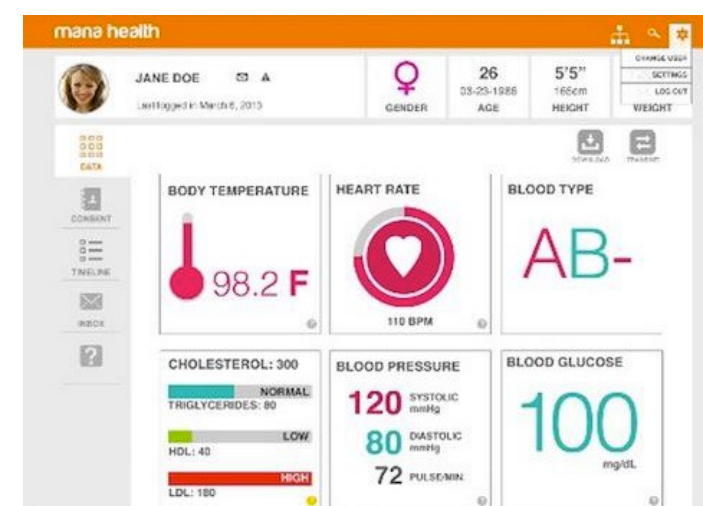 mana health
CHANGE USER
SETTINGS
LOG OUT
JANE DOE
Last logged in March 6, 2013
GENDER
26
03-23-1986
AGE
5'5"
165cm
HEIGHT
WEIGHT
DATA
CONSENT
TIMELINE
INBOX
?
DOWNLOAD
TRANSMIT
BODY TEMPERATURE
98.2 F
?
HEART RATE
110 BPM
?
BLOOD TYPE
AB-
CHOLESTEROL: 300
NORMAL
TRIGLYCERIDES: 80
LOW
HDL: 40
HIGH
LDL: 180
BLOOD PRESSURE
120 SYSTOLIC mmHg
80 DIASTOLIC mmHg
72 PULSE/MIN.
?
BLOOD GLUCOSE
100
mg/dL
?